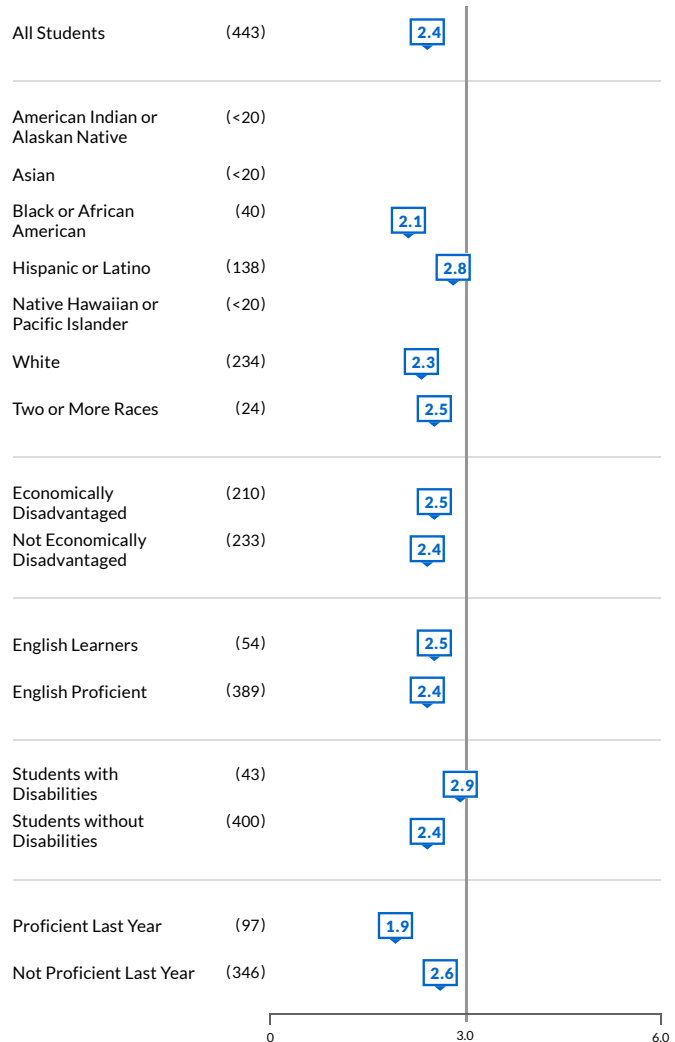 All Students (443) 2.4
American Indian or (<20)
Alaskan Native
Asian (<20)
Black or African (40) 2.1
American
Hispanic or Latino (138) 2.8
Native Hawaiian or (<20)
Pacific Islander
White (234) 2.3
Two or More Races (24) 2.5
Economically (210) 2.5
Disadvantaged
Not Economically (233) 2.4
Disadvantaged
English Learners (54) 2.5
English Proficient (389) 2.4
Students with (43) 2.9
Disabilities
Students without (400) 2.4
Disabilities
Proficient Last Year (97) 1.9
Not Proficient Last Year (346) 2.6
0 3.0 6.0